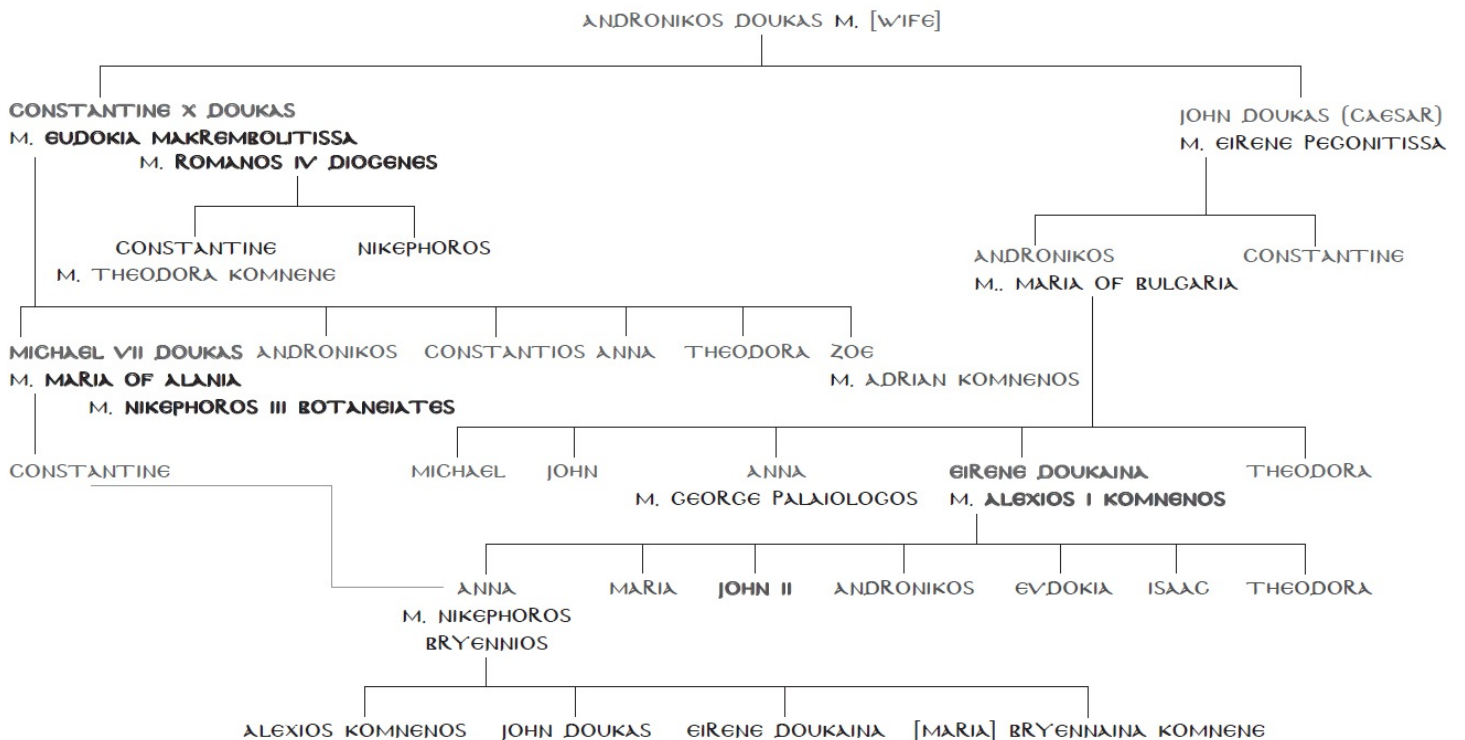 ANDRONIKOS DOUKAS M. [WIFE]
CONSTANTINE X DOUKAS
M. EUDOKIA MAKREMBOLITISSA
M. ROMANOS IV DIOGENES
JOHN DOUKAS (CAESAR)
M. EIRENE PEGONITISSA
CONSTANTINE
M. THEODORA KOMNENE
NIKEPHOROS
ANDRONIKOS
M.. MARIA OF BULGARIA
CONSTANTINE
MICHAEL VII DOUKAS
M. MARIA OF ALANIA
M. NIKEPHOROS III BOTANEIATES
ANDRONIKOS
CONSTANTIOS
ANNA
THEODORA
ZOE
M. ADRIAN KOMNENOS
CONSTANTINE
MICHAEL
JOHN
ANNA
M. GEORGE PALAIOLOGOS
EIRENE DOUKAINA
M. ALEXIOS I KOMNENOS
THEODORA
ANNA
M. NIKEPHOROS
BRYENNIOS
MARIA
JOHN II
ANDRONIKOS
EVDOKIA
ISAAC
THEODORA
ALEXIOS KOMNENOS
JOHN DOUKAS
EIRENE DOUKAINA
[MARIA] BRYENNAINA KOMNENE